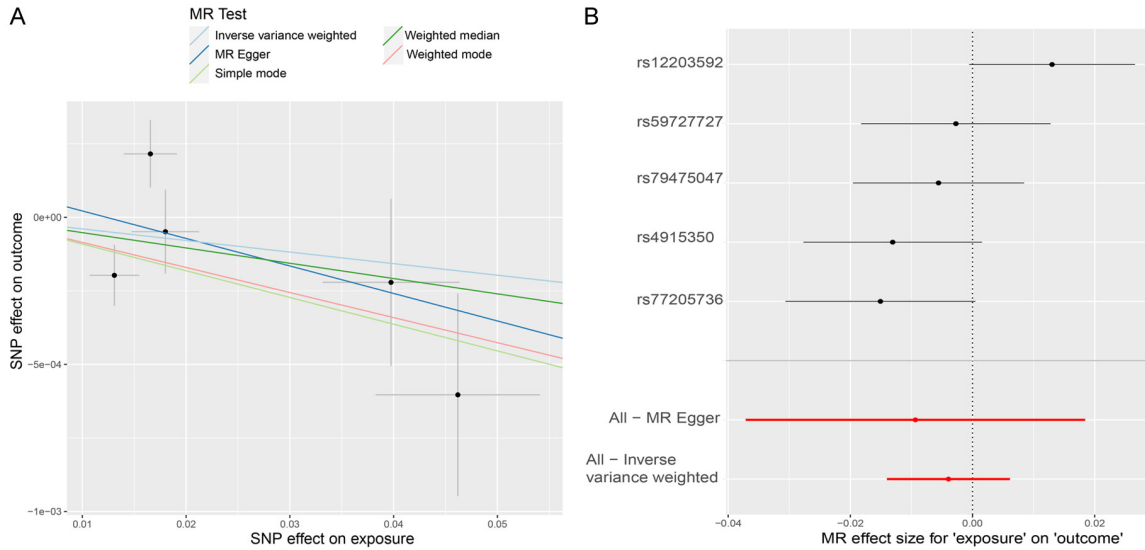 A
MR Test
Inverse variance weighted
MR Egger
Simple mode
Weighted median
Weighted mode
SNP effect on outcome
0e+00
−5e−04
−1e−03
0.01 0.02 0.03 0.04 0.05
SNP effect on exposure
B
rs12203592
rs59727727
rs79475047
rs4915350
rs77205736
All − MR Egger
All − Inverse
variance weighted
−0.04 −0.02 0.00 0.02
MR effect size for 'exposure' on 'outcome'